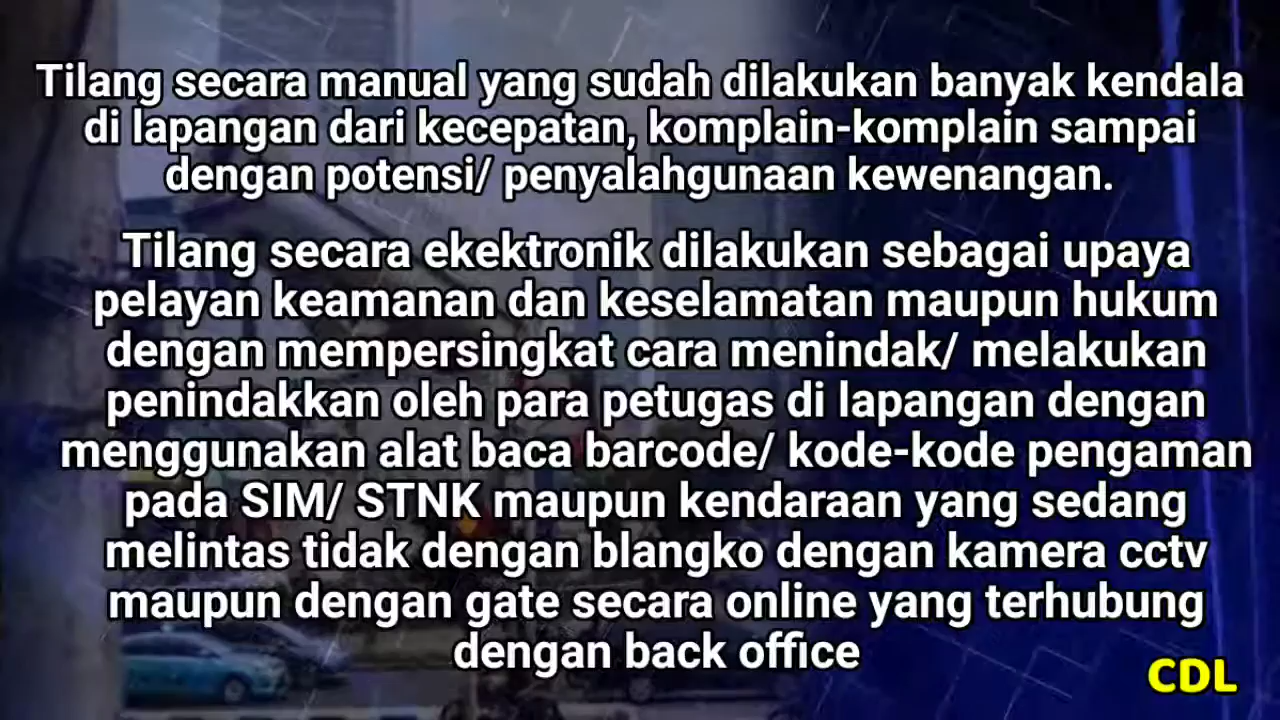 Tilang secara manual yang sudah dilakukan banyak kendala
di lapangan dari kecepatan, komplain-komplain sampai
dengan potensi/ penyalahgunaan kewenangan.
Tilang secara ekektronik dilakukan sebagai upaya
pelayan keamanan dan keselamatan maupun hukum
dengan mempersingkat cara menindak/ melakukan
penindakkan oleh para petugas di lapangan dengan
menggunakan alat baca barcode/ kode-kode pengaman
pada SIM/ STNK maupun kendaraan yang sedang
melintas tidak dengan blangko dengan kamera cctv
maupun dengan gate secara online yang terhubung
dengan back office
CDL